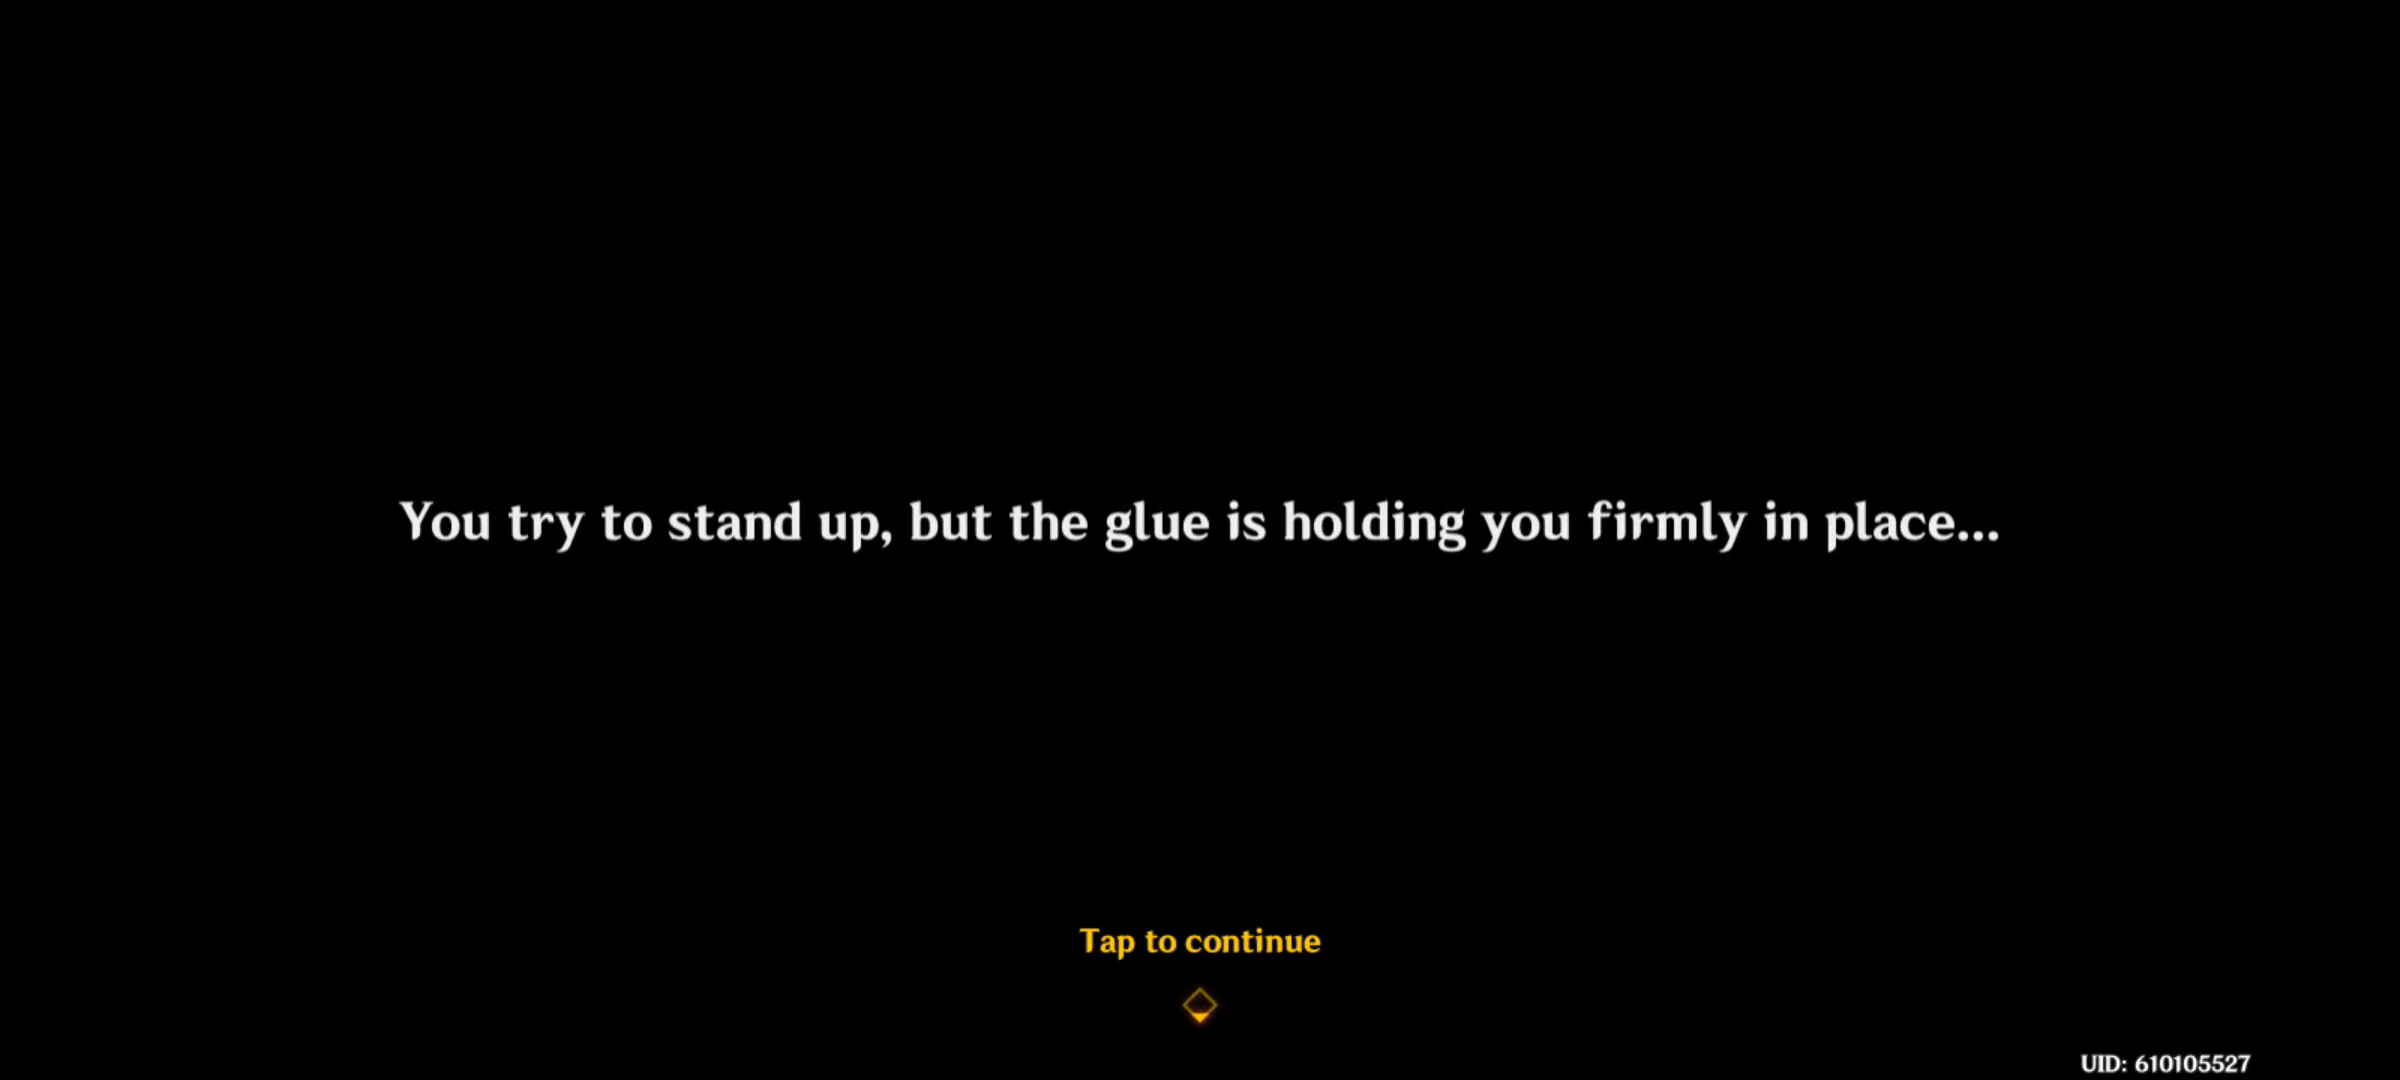 You try to stand up, but the glue is holding you firmly in place...
Tap to continue
UID: 610105527